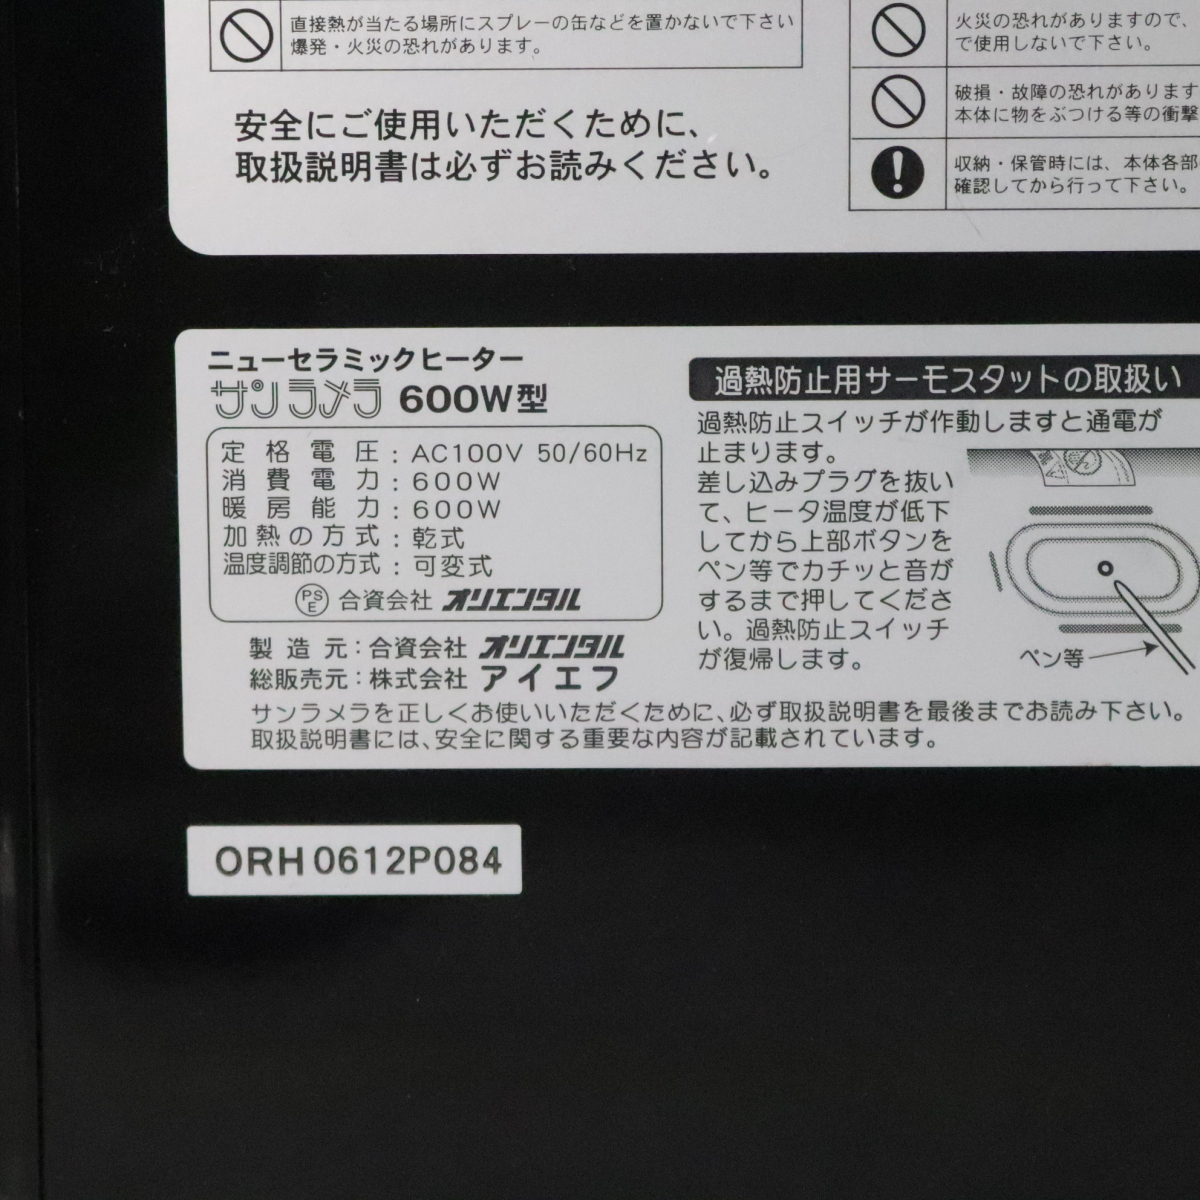 直接熱が当たる場所にスプレーの缶などを置かないで下さい
爆発・火災の恐れがあります。
安全にご使用いただくために、
取扱説明書は必ずお読みください。
火災の恐れがありますので、
で使用しないで下さい。
破損・故障の恐れがあります
本体に物をぶつける等の衝撃
収納・保管時には、本体各部
確認してから行って下さい。
ニューセラミックヒーター
サンラメラ 600W型
定格電圧：AC100V 50/60Hz
消費電力：600W
暖房能力：600W
加熱の方式：乾式
温度調節の方式：可変式
PSE 合資会社 オリエンタル
製造元：合資会社 オリエンタル
総販売元：株式会社 アイエフ
過熱防止用サーモスタットの取扱い
過熱防止スイッチが作動しますと通電が
止まります。
差し込みプラグを抜い
て、ヒータ温度が低下
してから上部ボタンを
ペン等でカチッと音が
するまで押してくださ
い。過熱防止スイッチ
が復帰します。
ペン等
サンラメラを正しくお使いいただくために、必ず取扱説明書を最後までお読み下さい。
取扱説明書には、安全に関する重要な内容が記載されています。
ORH0612P084